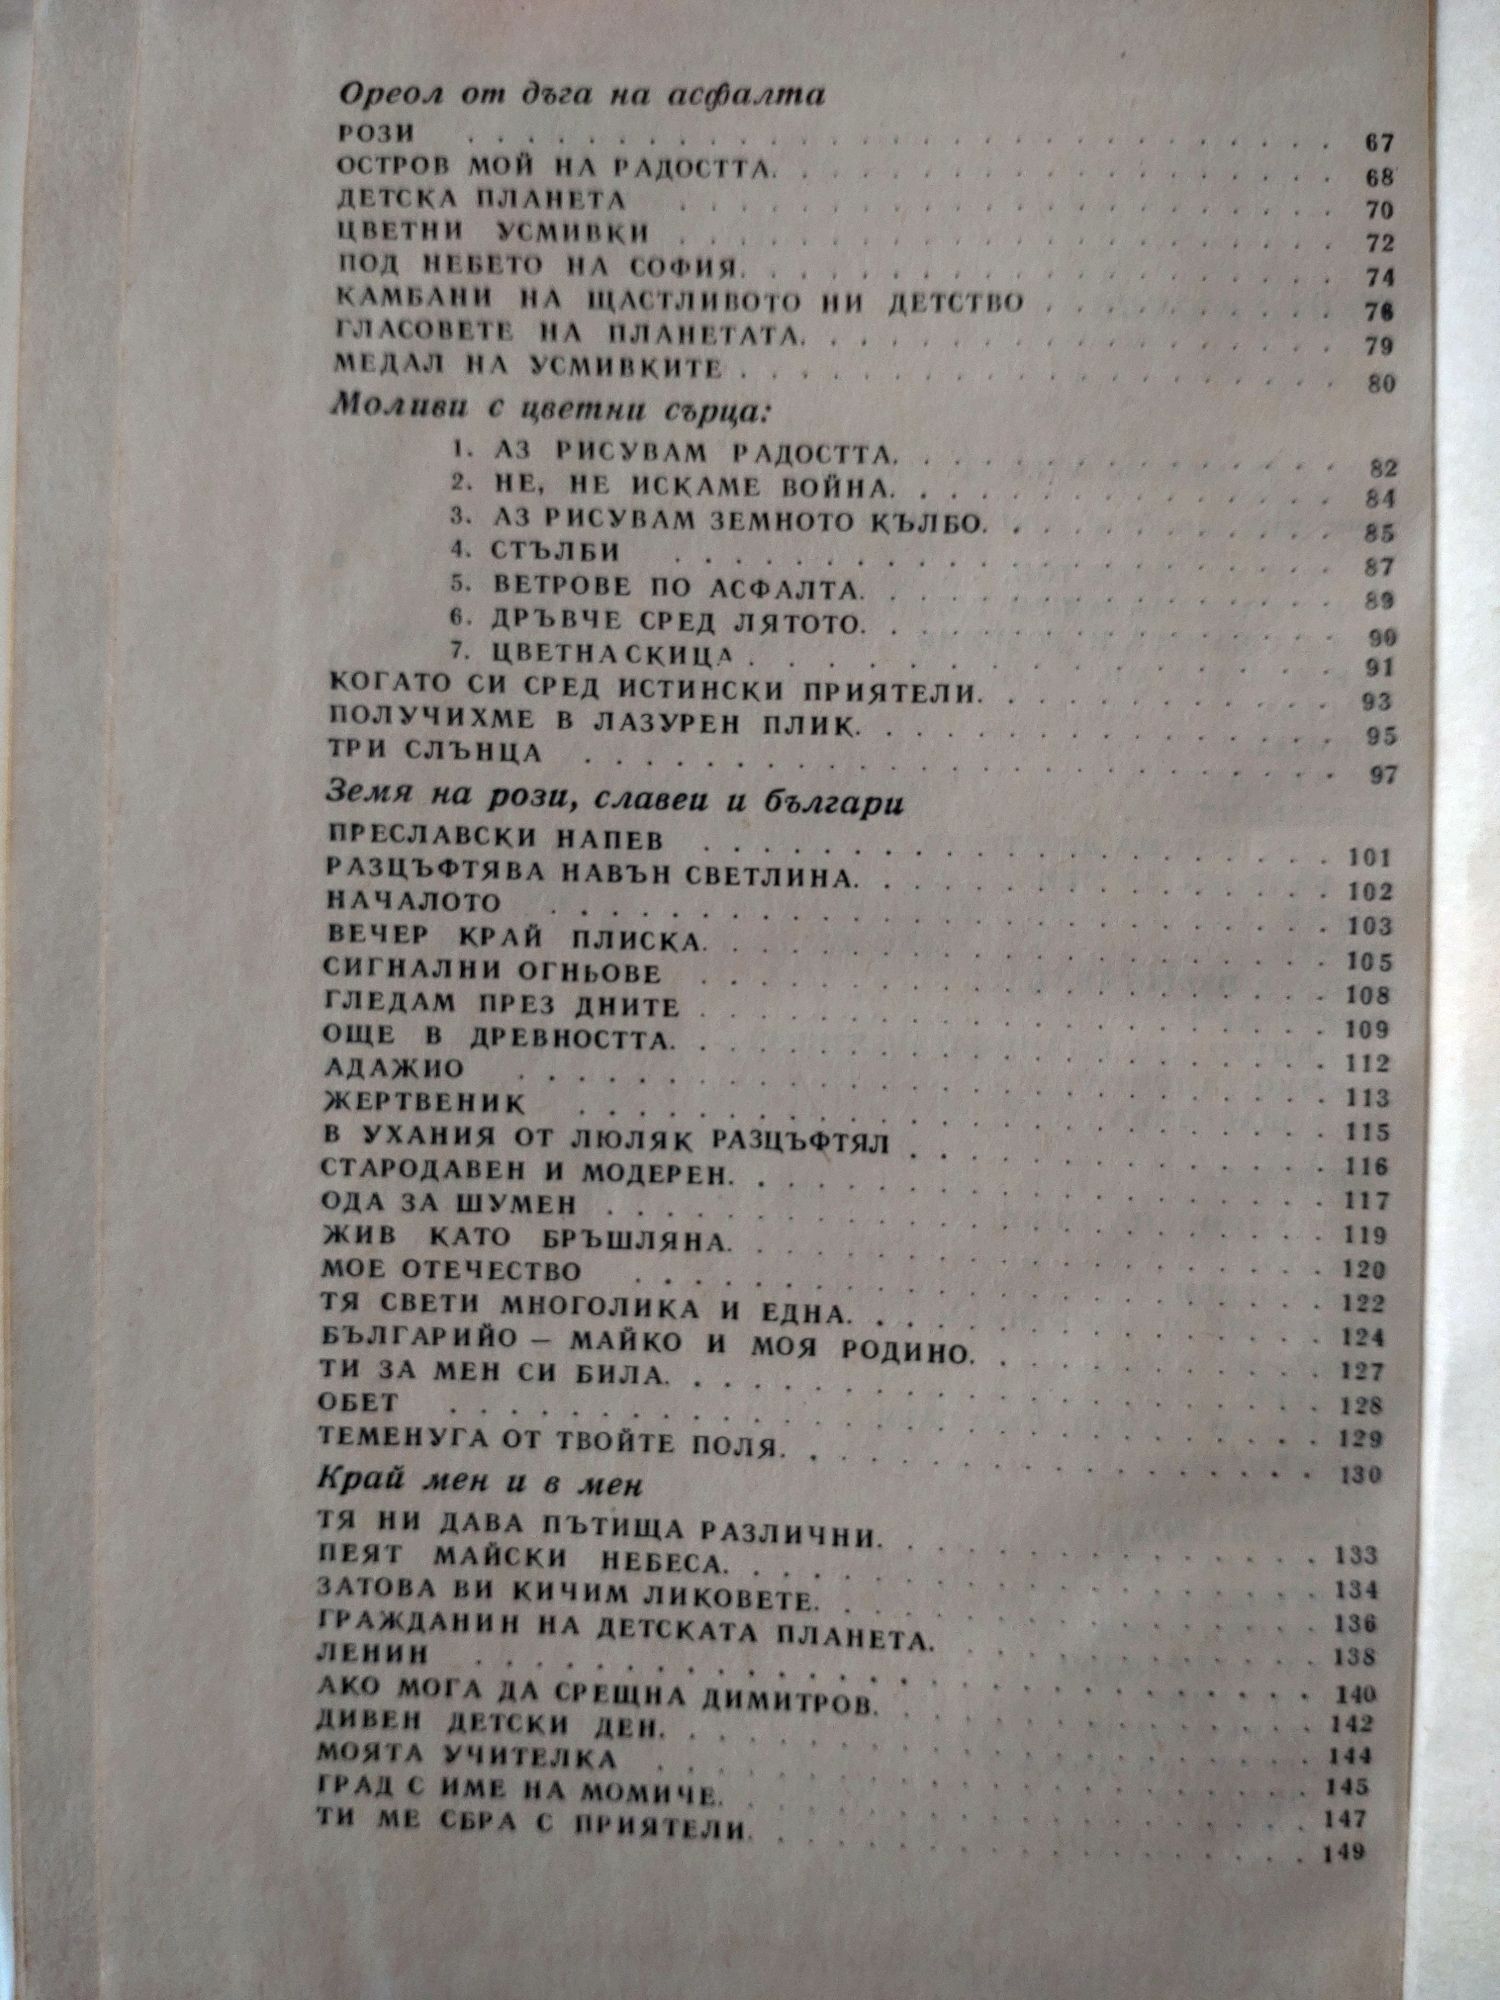 Ореол от дъга на асфалта
РОЗИ . . . . . . . . . . 67
ОСТРОВ МОЙ НА РАДОСТТА. . . . . . . . . . 68
ДЕТСКА ПЛАНЕТА . . . . . . . . . . 70
ЦВЕТНИ УСМИВКИ . . . . . . . . . . 72
ПОД НЕБЕТО НА СОФИЯ. . . . . . . . . . 74
КАМБАНИ НА ЩАСТЛИВОТО НИ ДЕТСТВО . . . . . . . . . .
ГЛАСОВЕТЕ НА ПЛАНЕТАТА. . . . . . . . . . 79
МЕДАЛ НА УСМИВКИТЕ . . . . . . . . . . 80
Моливи с цветни сърца:
1. АЗ РИСУВАМ РАДОСТТА. . . . . . . . . . 82
2. НЕ, НЕ ИСКАМЕ ВОЙНА. . . . . . . . . . 84
3. АЗ РИСУВАМ ЗЕМНОТО КЪЛБО. . . . . . . . . . 85
4. СТЪЛБИ . . . . . . . . . . 87
5. ВЕТРОВЕ ПО АСФАЛТА. . . . . . . . . . 89
6. ДРЪВЧЕ СРЕД ЛЯТОТО. . . . . . . . . . 90
7. ЦВЕТНА СКИЦА . . . . . . . . . . 91
КОГАТО СИ СРЕД ИСТИНСКИ ПРИЯТЕЛИ. . . . . . . . . . 93
ПОЛУЧИХМЕ В ЛАЗУРЕН ПЛИК. . . . . . . . . . 95
ТРИ СЛЪНЦА . . . . . . . . . . 97
Земя на рози, славеи и българи
ПРЕСЛАВСКИ НАПЕВ . . . . . . . . . . 101
РАЗЦЪФТЯВА НАВЪН СВЕТЛИНА. . . . . . . . . . 102
НАЧАЛОТО . . . . . . . . . . 103
ВЕЧЕР КРАЙ ПЛИСКА. . . . . . . . . . 105
СИГНАЛНИ ОГНЬОВЕ . . . . . . . . . . 108
ГЛЕДАМ ПРЕЗ ДНИТЕ . . . . . . . . . . 109
ОЩЕ В ДРЕВНОСТТА. . . . . . . . . . 112
АДАЖИО . . . . . . . . . . 113
ЖЕРТВЕНИК . . . . . . . . . . 115
В УХАНИЯ ОТ ЛЮЛЯК РАЗЦЪФТЯЛ . . . . . . . . . . 116
СТАРОДАВЕН И МОДЕРЕН. . . . . . . . . . 117
ОДА ЗА ШУМЕН . . . . . . . . . . 119
ЖИВ КАТО БРЪШЛЯНА. . . . . . . . . . 120
МОЕ ОТЕЧЕСТВО . . . . . . . . . . 122
ТЯ СВЕТИ МНОГОЛИКА И ЕДНА. . . . . . . . . . 124
БЪЛГАРИЙО – МАЙКО И МОЯ РОДИНО. . . . . . . . . . 127
ТИ ЗА МЕН СИ БИЛА. . . . . . . . . . 128
ОБЕТ . . . . . . . . . . 129
ТЕМЕНУГА ОТ ТВОЙТЕ ПОЛЯ. . . . . . . . . . 130
Край мен и в мен
ТЯ НИ ДАВА ПЪТИЩА РАЗЛИЧНИ. . . . . . . . . . 133
ПЕЯТ МАЙСКИ НЕБЕСА. . . . . . . . . . 134
ЗАТОВА ВИ КИЧИМ ЛИКОВЕТЕ. . . . . . . . . . 136
ГРАЖДАНИН НА ДЕТСКАТА ПЛАНЕТА. . . . . . . . . . 138
ЛЕНИН . . . . . . . . . . 140
АКО МОГА ДА СРЕЩНА ДИМИТРОВ. . . . . . . . . . 142
ДИВЕН ДЕТСКИ ДЕН. . . . . . . . . . 144
МОЯТА УЧИТЕЛКА . . . . . . . . . . 145
ГРАД С ИМЕ НА МОМИЧЕ. . . . . . . . . . 147
ТИ МЕ СБРА С ПРИЯТЕЛИ. . . . . . . . . . 149